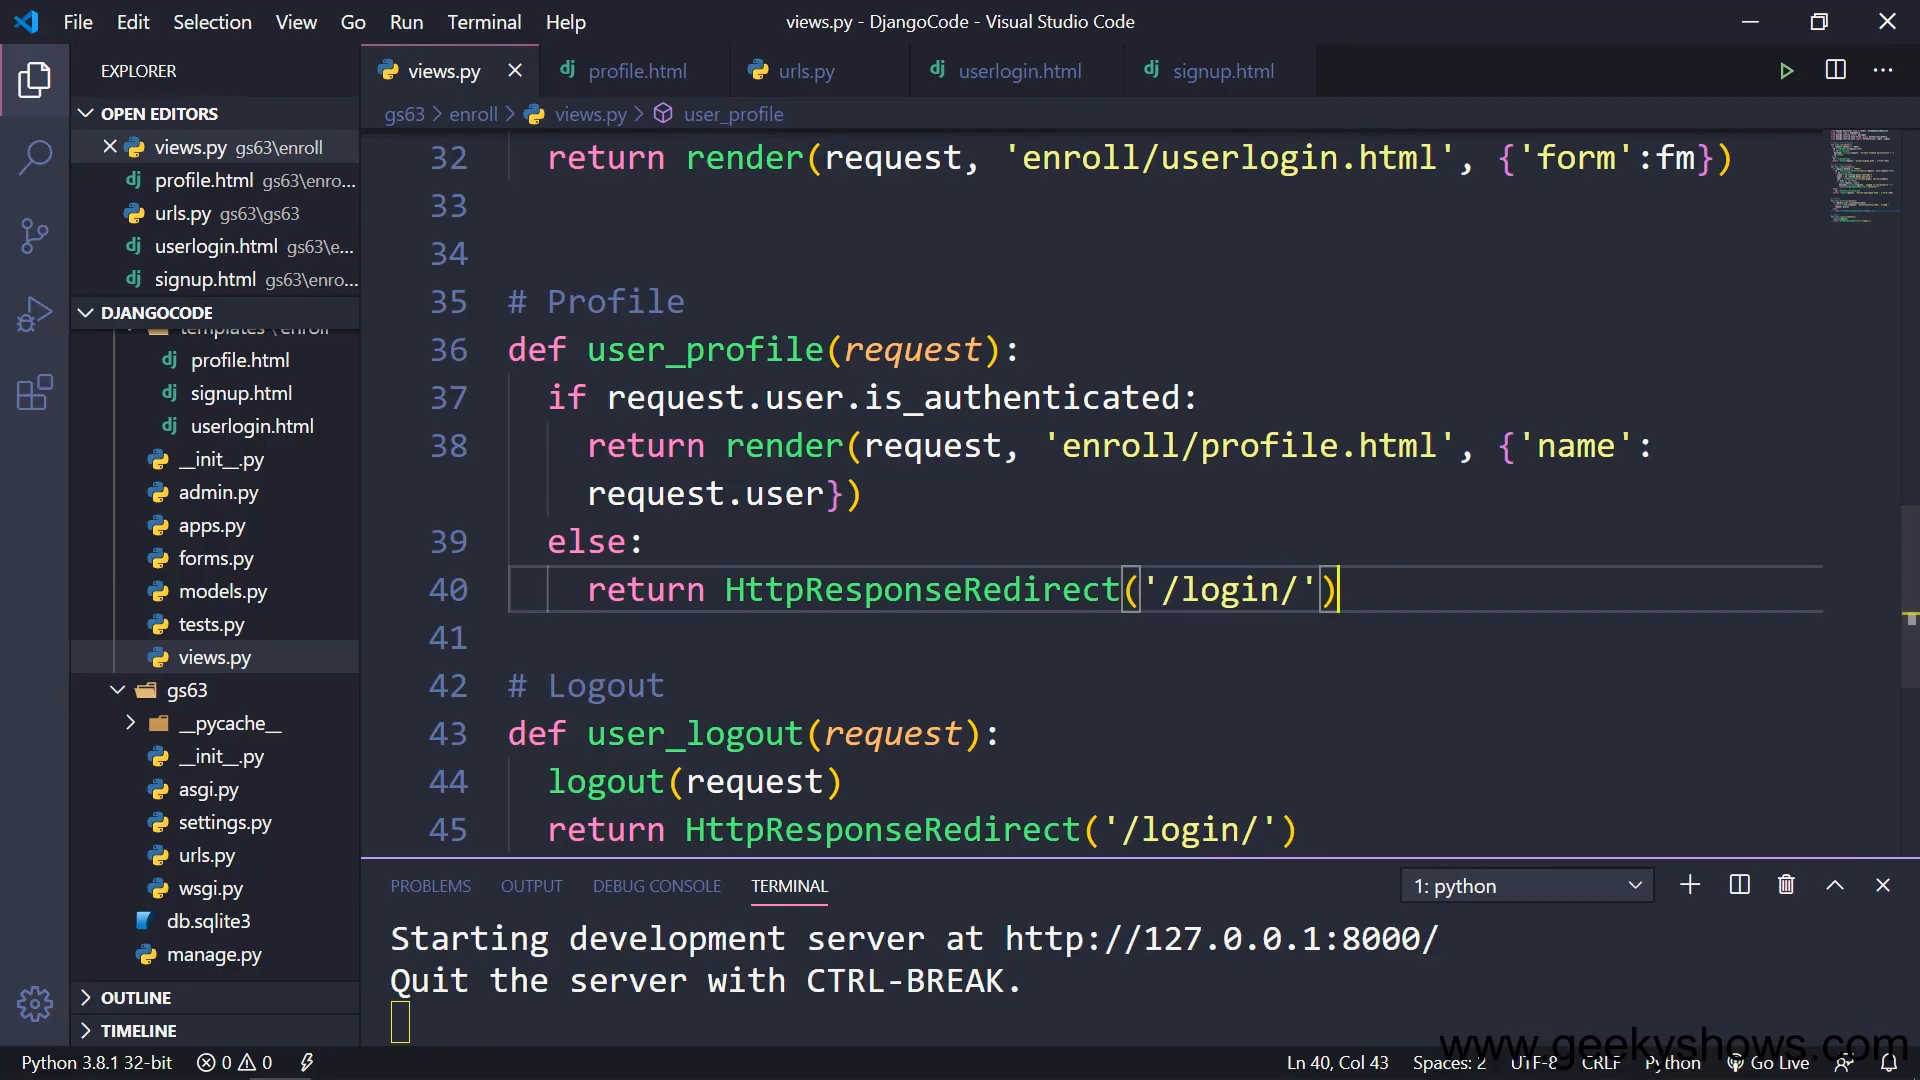 File Edit Selection View Go Run Terminal Help
views.py - DjangoCode - Visual Studio Code
EXPLORER
OPEN EDITORS
views.py gs63\enroll
profile.html gs63\enro...
urls.py gs63\gs63
userlogin.html gs63\e...
signup.html gs63\enro...
DJANGOCODE
templates \ enroll
profile.html
signup.html
userlogin.html
__init__.py
admin.py
apps.py
forms.py
models.py
tests.py
views.py
gs63
__pycache__
__init__.py
asgi.py
settings.py
urls.py
wsgi.py
db.sqlite3
manage.py
OUTLINE
TIMELINE
views.py profile.html urls.py userlogin.html signup.html
gs63 > enroll > views.py > user_profile
32 return render(request, 'enroll/userlogin.html', {'form':fm})
33
34
35 # Profile
36 def user_profile(request):
37 if request.user.is_authenticated:
38 return render(request, 'enroll/profile.html', {'name':
request.user})
39 else:
40 return HttpResponseRedirect('/login/')
41
42 # Logout
43 def user_logout(request):
44 logout(request)
45 return HttpResponseRedirect('/login/')
PROBLEMS OUTPUT DEBUG CONSOLE TERMINAL 1: python
Starting development server at http://127.0.0.1:8000/
Quit the server with CTRL-BREAK.
www.geekyshows.com
Python 3.8.1 32-bit 0 0 Ln 40, Col 43 Spaces: 2 UTF-8 CRLF Python Go Live